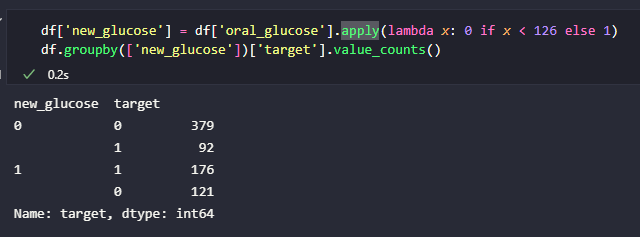 df['new_glucose'] = df['oral_glucose'].apply(lambda x: 0 if x < 126 else 1)
df.groupby(['new_glucose'])['target'].value_counts()
0.2s
new_glucose  target
0            0         379
             1          92
1            1         176
             0         121
Name: target, dtype: int64